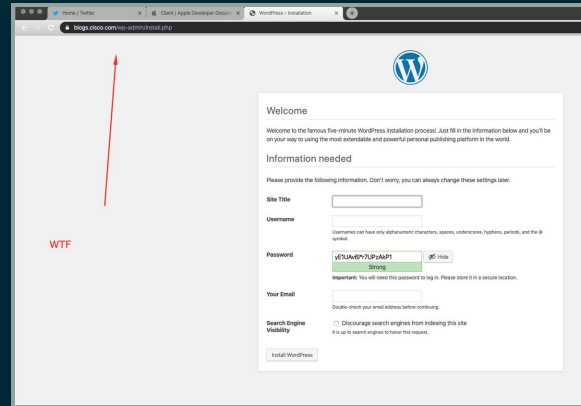 Home / Twitter
Client | Apple Developer Docum
WordPress › Installation
blogs.cisco.com/wp-admin/install.php
WTF
Welcome
Welcome to the famous five-minute WordPress installation process! Just fill in the information below and you'll be
on your way to using the most extendable and powerful personal publishing platform in the world.
Information needed
Please provide the following information. Don't worry, you can always change these settings later.
Site Title
Username
Usernames can have only alphanumeric characters, spaces, underscores, hyphens, periods, and the @
symbol.
Password
Hide
Strong
Important: You will need this password to log in. Please store it in a secure location.
Your Email
Double-check your email address before continuing.
Search Engine
Visibility
Discourage search engines from indexing this site
It is up to search engines to honor this request.
Install WordPress